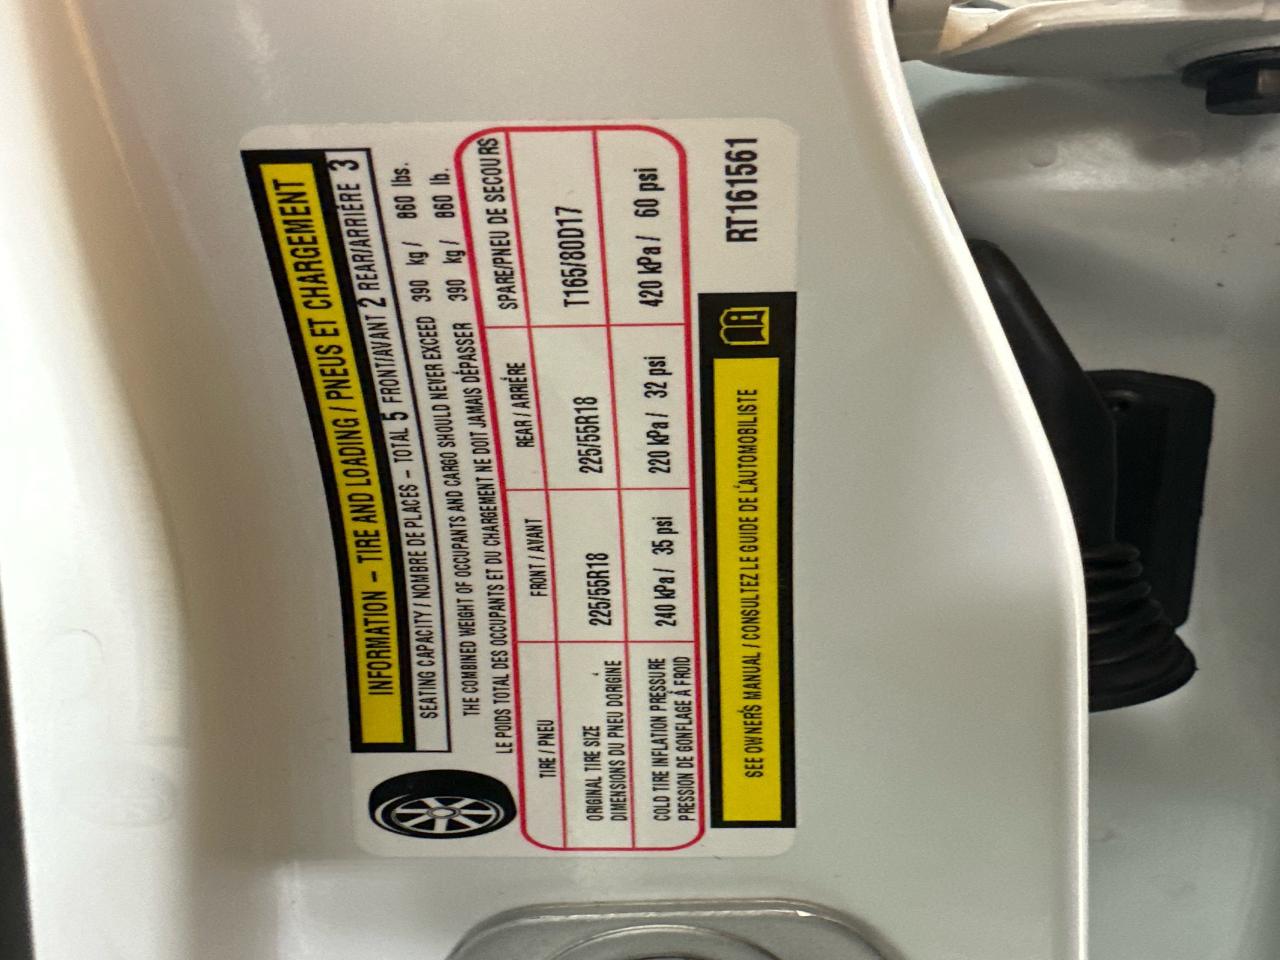 INFORMATION – TIRE AND LOADING / PNEUS ET CHARGEMENT
SEATING CAPACITY / NOMBRE DE PLACES – TOTAL 5 FRONT/AVANT 2 REAR/ARRIÈRE 3
THE COMBINED WEIGHT OF OCCUPANTS AND CARGO SHOULD NEVER EXCEED 390 kg / 860 lbs.
LE POIDS TOTAL DES OCCUPANTS ET DU CHARGEMENT NE DOIT JAMAIS DÉPASSER 390 kg / 860 lb.
TIRE / PNEU FRONT / AVANT REAR / ARRIÈRE SPARE/PNEU DE SECOURS
ORIGINAL TIRE SIZE
DIMENSIONS DU PNEU DORIGINE
225/55R18 225/55R18 T165/80D17
COLD TIRE INFLATION PRESSURE
PRESSION DE GONFLAGE À FROID
240 kPa / 35 psi 220 kPa / 32 psi 420 kPa / 60 psi
SEE OWNER'S MANUAL / CONSULTEZ LE GUIDE DE L'AUTOMOBILISTE
RT161561